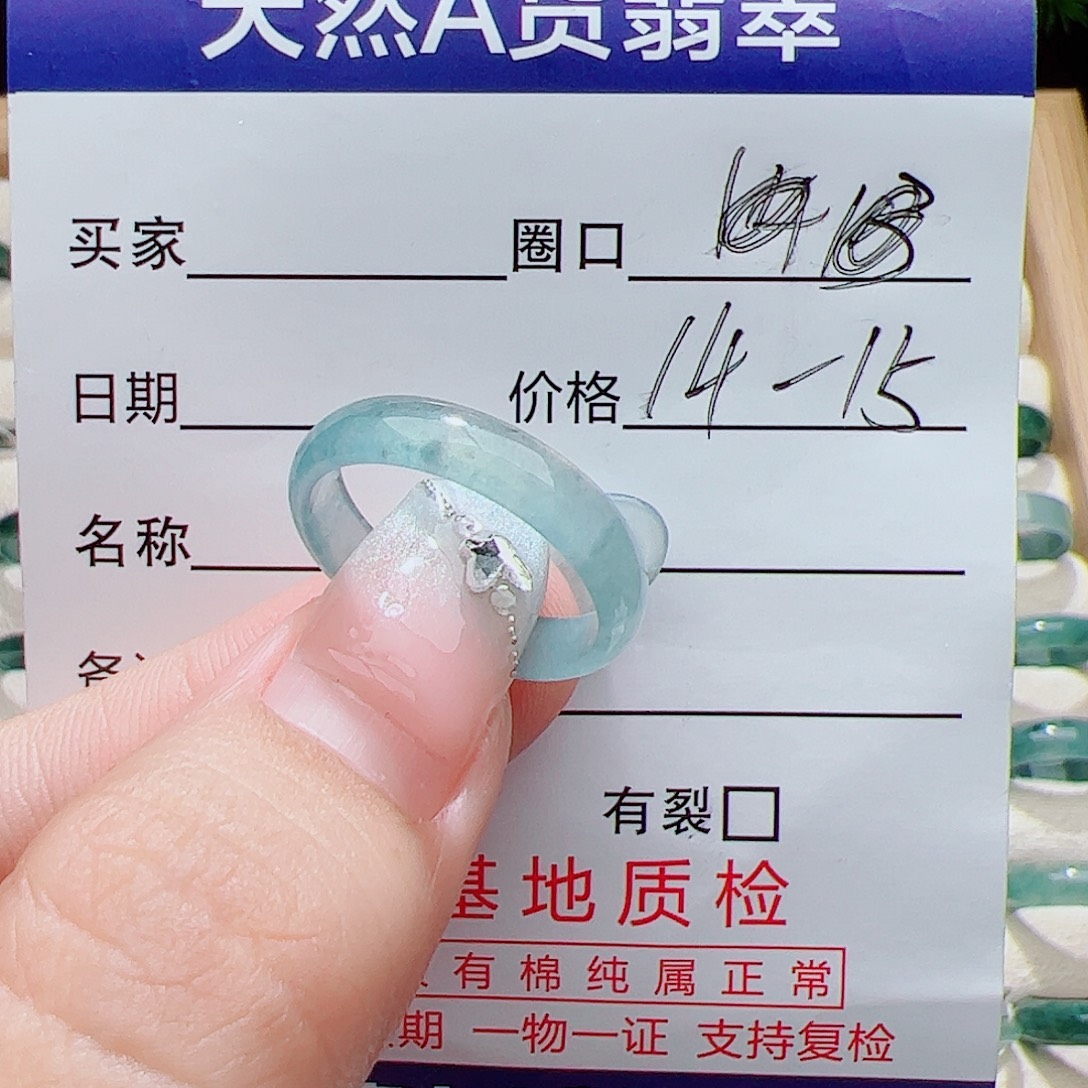 天然A货翡翠
买家 圈口
日期 价格 14-15
名称
有裂
基地质检
有棉纯属正常
期 一物一证 支持复检